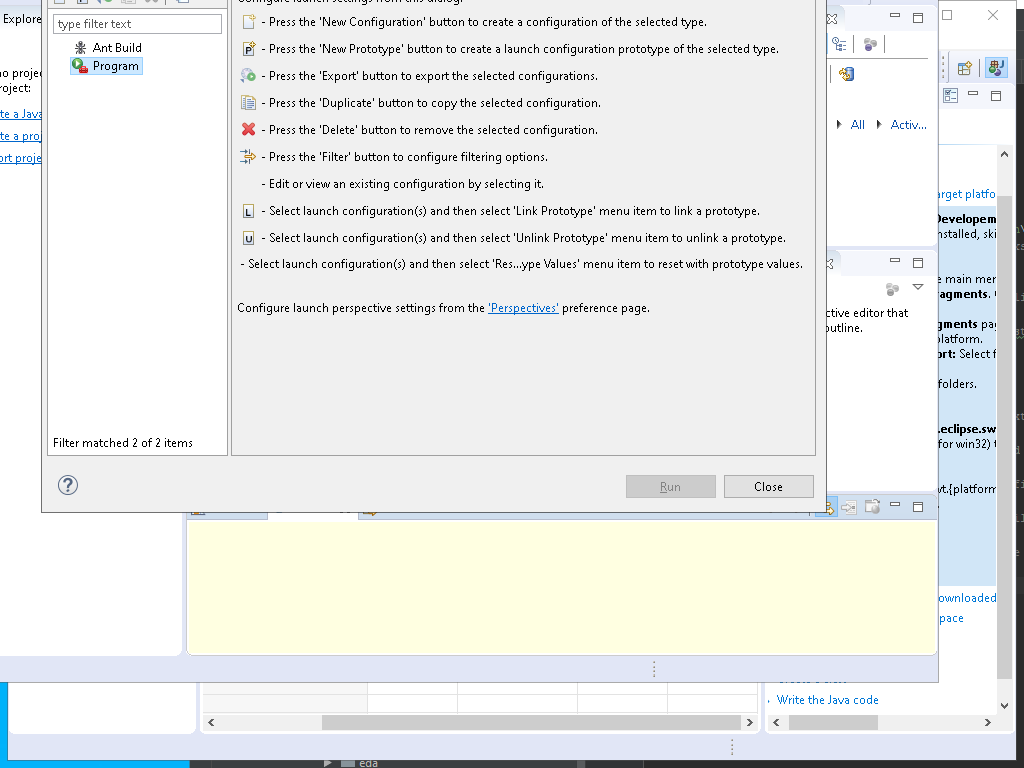 Explore
Configure launch settings from this dialog:
type filter text
Ant Build
Program
- Press the 'New Configuration' button to create a configuration of the selected type.
- Press the 'New Prototype' button to create a launch configuration prototype of the selected type.
- Press the 'Export' button to export the selected configurations.
- Press the 'Duplicate' button to copy the selected configuration.
- Press the 'Delete' button to remove the selected configuration.
- Press the 'Filter' button to configure filtering options.
- Edit or view an existing configuration by selecting it.
- Select launch configuration(s) and then select 'Link Prototype' menu item to link a prototype.
- Select launch configuration(s) and then select 'Unlink Prototype' menu item to unlink a prototype.
- Select launch configuration(s) and then select 'Res...ype Values' menu item to reset with prototype values.
Configure launch perspective settings from the 'Perspectives' preference page.
Filter matched 2 of 2 items
Run
Close
no projec
roject:
te a Java
te a proj
ort proje
All
Activ...
ctive editor that
outline.
arget platfo
Developem
nstalled, ski
e main mer
ragments.
gments pag
platform.
ort: Select f
folders.
.eclipse.sw
(for win32) t
wt.{platform
ownloaded
pace
Write the Java code
eda